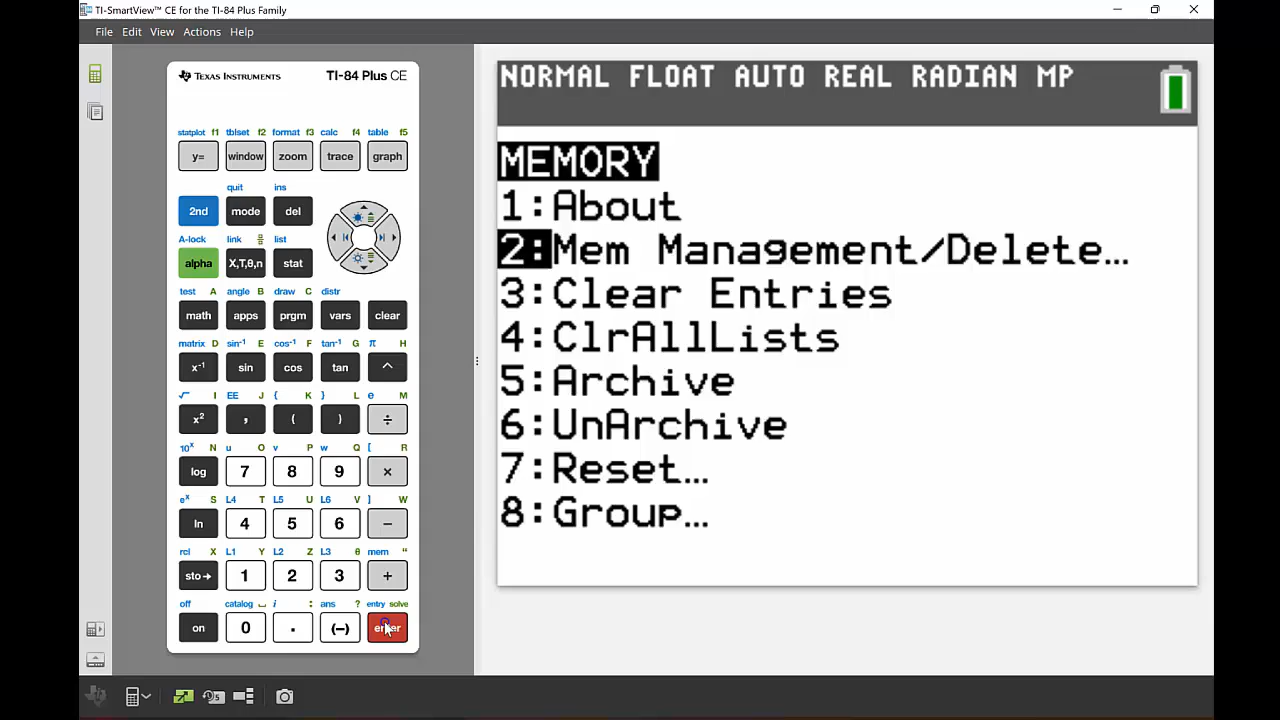 TI-SmartView™ CE for the TI-84 Plus Family
File Edit View Actions Help
TEXAS INSTRUMENTS TI-84 Plus CE
statplot f1 tblset f2 format f3 calc f4 table f5
y= window zoom trace graph
quit ins
2nd mode del
A-lock link list
alpha X,T,θ,n stat
test A angle B draw C distr
math apps prgm vars clear
matrix D sin⁻¹ E cos⁻¹ F tan⁻¹ G π H
x⁻¹ sin cos tan ^
√ I EE J { K } L e M
x² , ( ) ÷
10ˣ N u O v P w Q [ R
log 7 8 9 ×
eˣ S L4 T L5 U L6 V ] W
ln 4 5 6 −
rcl X L1 Y L2 Z L3 θ mem "
sto→ 1 2 3 +
off catalog ⎵ i : ans ? entry solve
on 0 . (−) enter
NORMAL FLOAT AUTO REAL RADIAN MP
MEMORY
1:About
2:Mem Management/Delete…
3:Clear Entries
4:ClrAllLists
5:Archive
6:UnArchive
7:Reset…
8:Group…